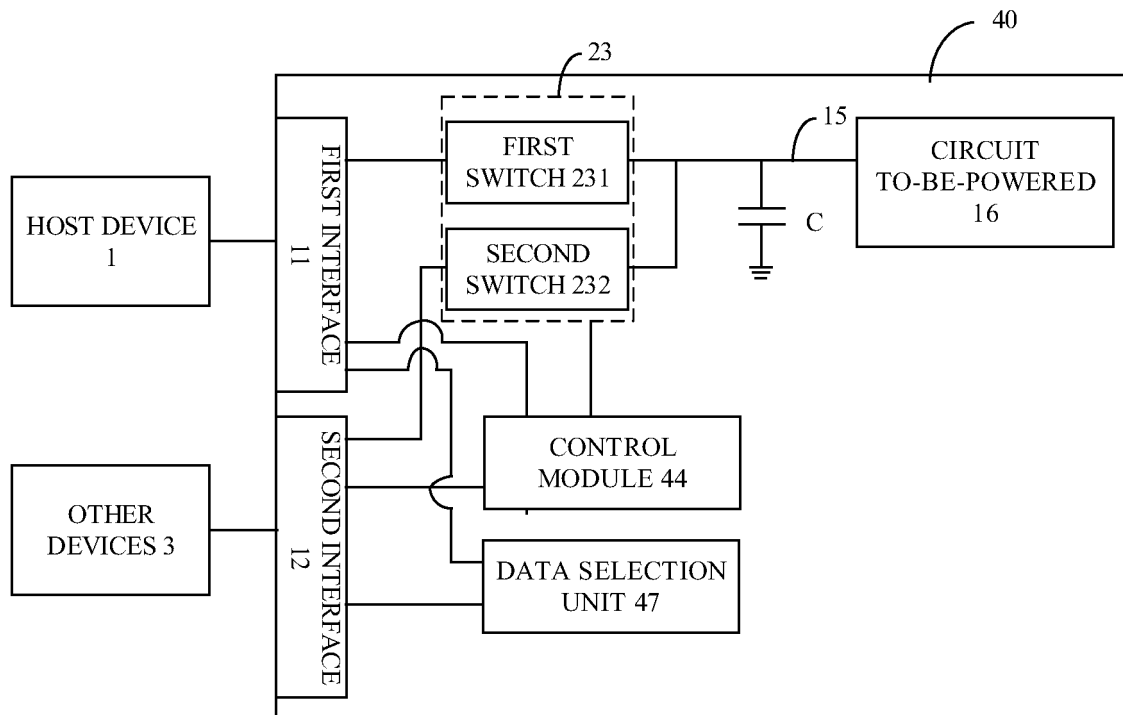 40
23
15
FIRST
SWITCH 231
CIRCUIT
TO-BE-POWERED
16
FIRST INTERFACE
11
HOST DEVICE
1
C
SECOND
SWITCH 232
SECOND INTERFACE
12
CONTROL
MODULE 44
OTHER
DEVICES 3
DATA SELECTION
UNIT 47